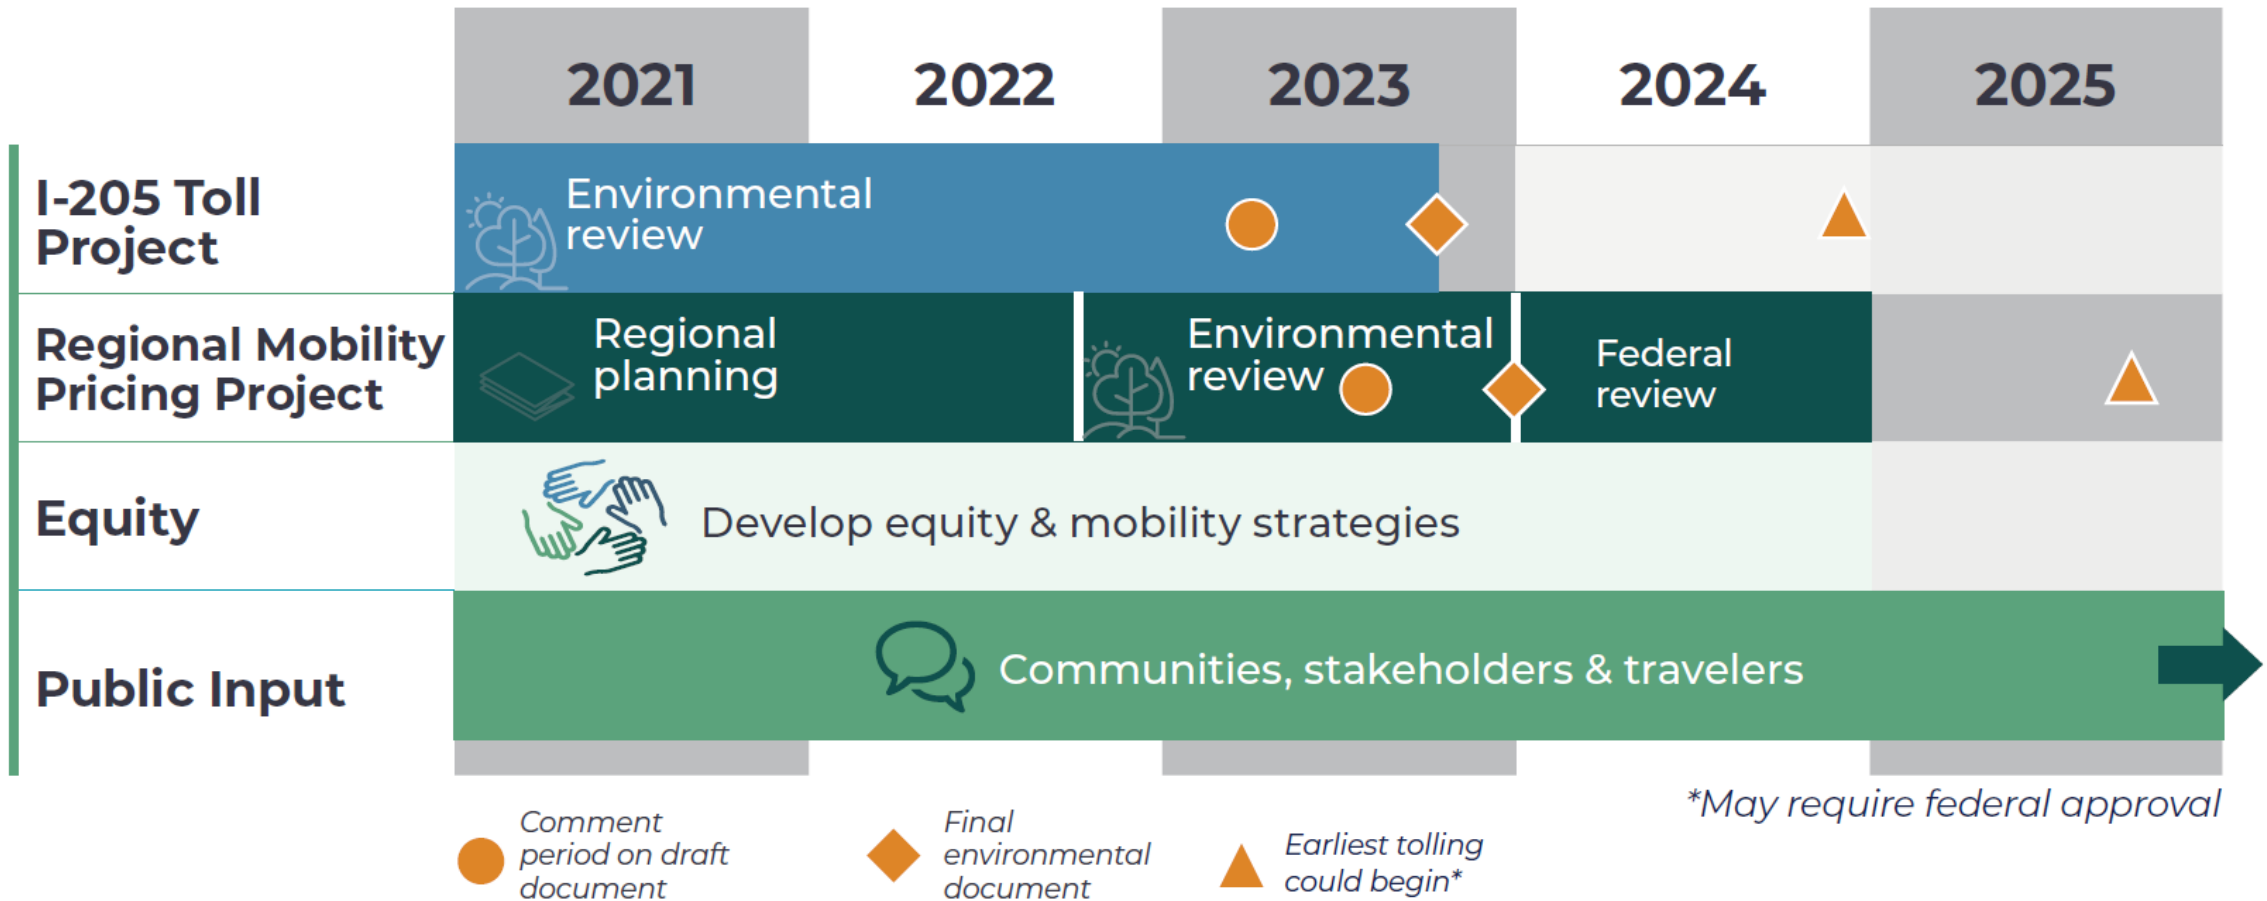 2021
2022
2023
2024
2025
I-205 Toll
Project
Environmental
review
Regional Mobility
Pricing Project
Regional
planning
Environmental
review
Federal
review
Equity
Develop equity & mobility strategies
Public Input
Communities, stakeholders & travelers
*May require federal approval
Comment
period on draft
document
Final
environmental
document
Earliest tolling
could begin*